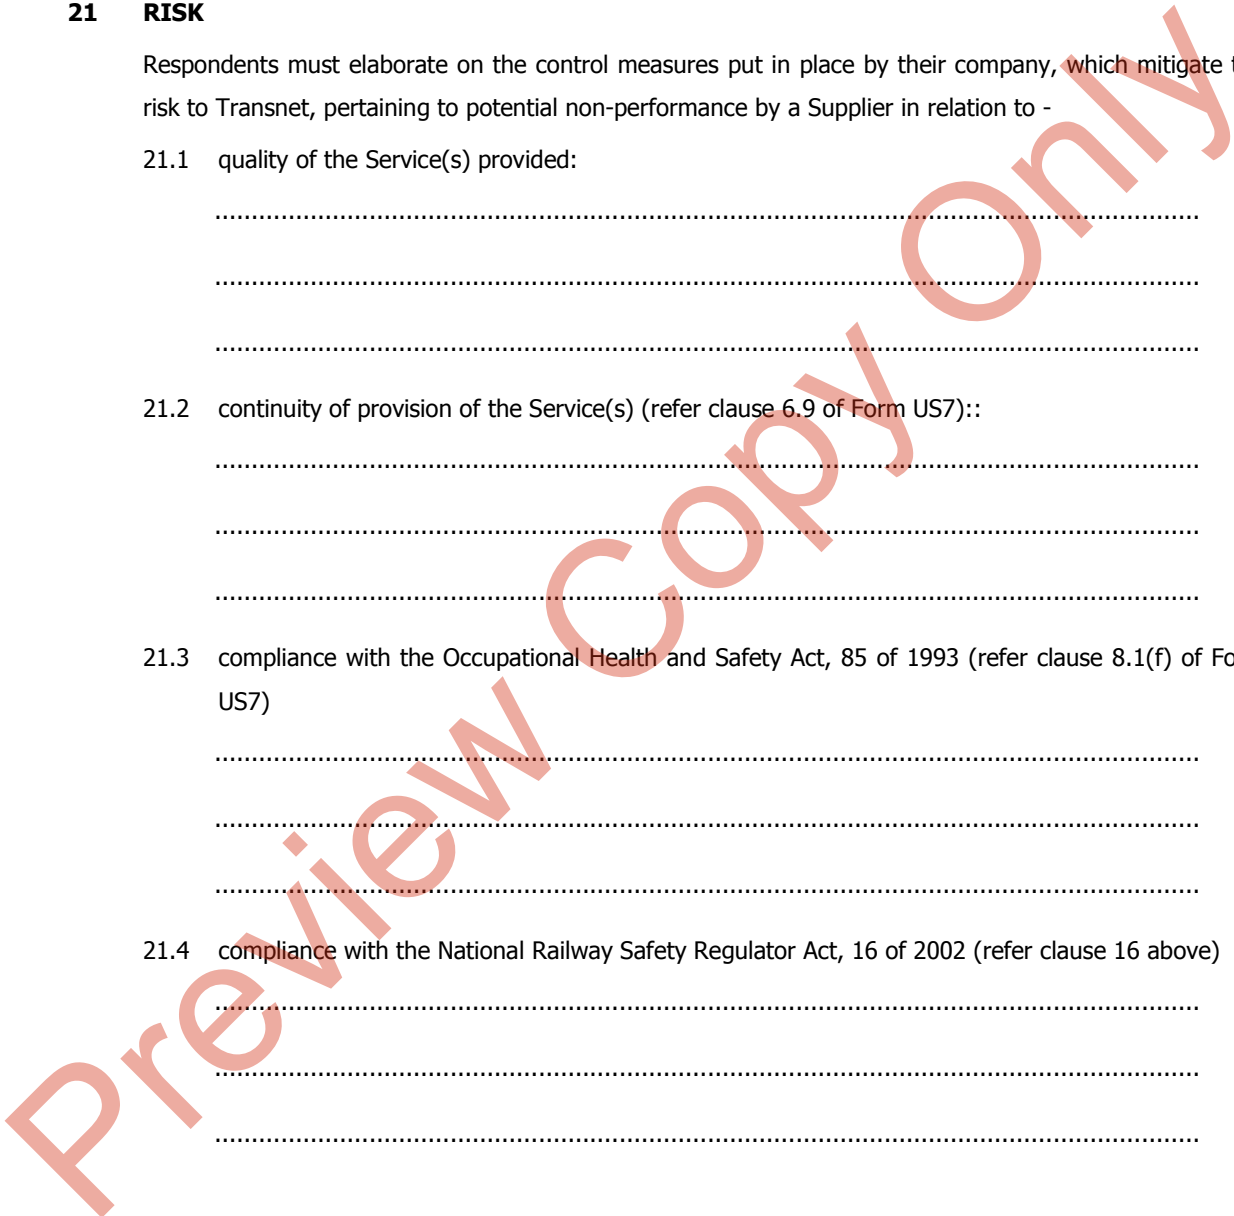 21 RISK
Respondents must elaborate on the control measures put in place by their company, which mitigate
risk to Transnet, pertaining to potential non-performance by a Supplier in relation to -
21.1 quality of the Service(s) provided:
..........................................................................................................................................
..........................................................................................................................................
..........................................................................................................................................
21.2 continuity of provision of the Service(s) (refer clause 6.9 of Form US7)::
..........................................................................................................................................
..........................................................................................................................................
..........................................................................................................................................
21.3 compliance with the Occupational Health and Safety Act, 85 of 1993 (refer clause 8.1(f) of
US7)
..........................................................................................................................................
..........................................................................................................................................
..........................................................................................................................................
21.4 compliance with the National Railway Safety Regulator Act, 16 of 2002 (refer clause 16 above)
..........................................................................................................................................
..........................................................................................................................................
..........................................................................................................................................
Preview Copy Only